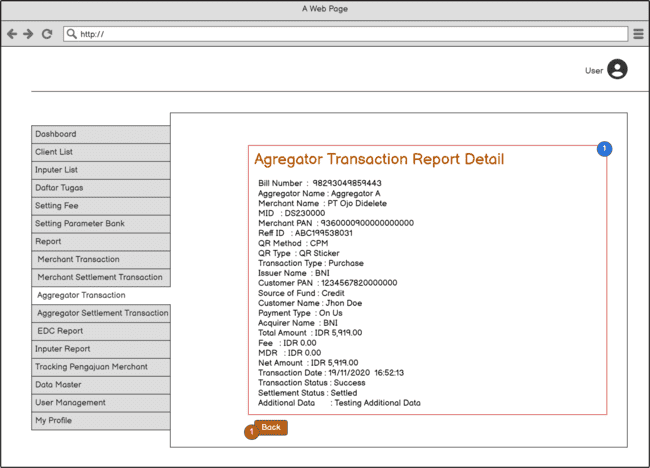 A Web Page
http://
User
Dashboard
Client List
Inputer List
Daftar Tugas
Setting Fee
Setting Parameter Bank
Report
Merchant Transaction
Merchant Settlement Transaction
Aggregator Transaction
Aggregator Settlement Transaction
EDC Report
Inputer Report
Tracking Pengajuan Merchant
Data Master
User Management
My Profile
1
Agregator Transaction Report Detail
Bill Number : 98293049859443
Aggregator Name : Aggregator A
Merchant Name : PT Ojo Didelete
MID : DS230000
Merchant PAN : 9360000900000000000
Reff ID : ABC199538031
QR Method : CPM
QR Type : QR Sticker
Transaction Type : Purchase
Issuer Name : BNI
Customer PAN : 1234567820000000
Source of Fund : Credit
Customer Name : Jhon Doe
Payment Type : On Us
Acquirer Name : BNI
Total Amount : IDR 5,919.00
Fee : IDR 0.00
MDR : IDR 0.00
Net Amount : IDR 5,919.00
Transaction Date : 19/11/2020 16:52:13
Transaction Status : Success
Settlement Status : Settled
Additional Data : Testing Additional Data
1
Back